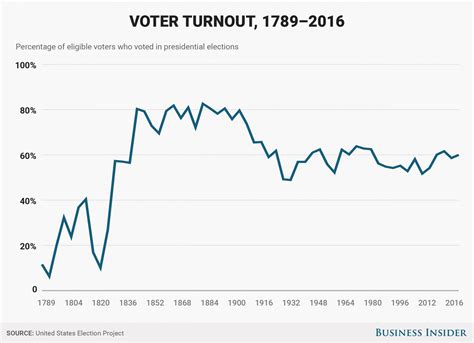 VOTER TURNOUT, 1789–2016
Percentage of eligible voters who voted in presidential elections
100%
80%
60%
40%
20%
0
1789 1804 1820 1836 1852 1868 1884 1900 1916 1932 1948 1964 1980 1996 2016
SOURCE: United States Election Project
BUSINESS INSIDER